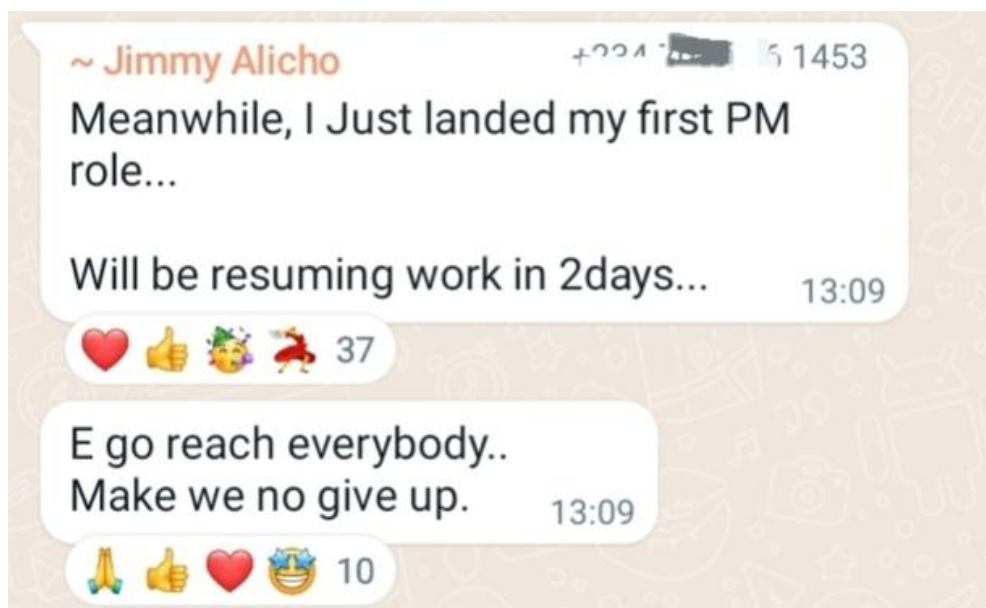 ~ Jimmy Alicho 1453
Meanwhile, I Just landed my first PM
role...
Will be resuming work in 2days...
13:09
37
E go reach everybody..
Make we no give up.
13:09
10